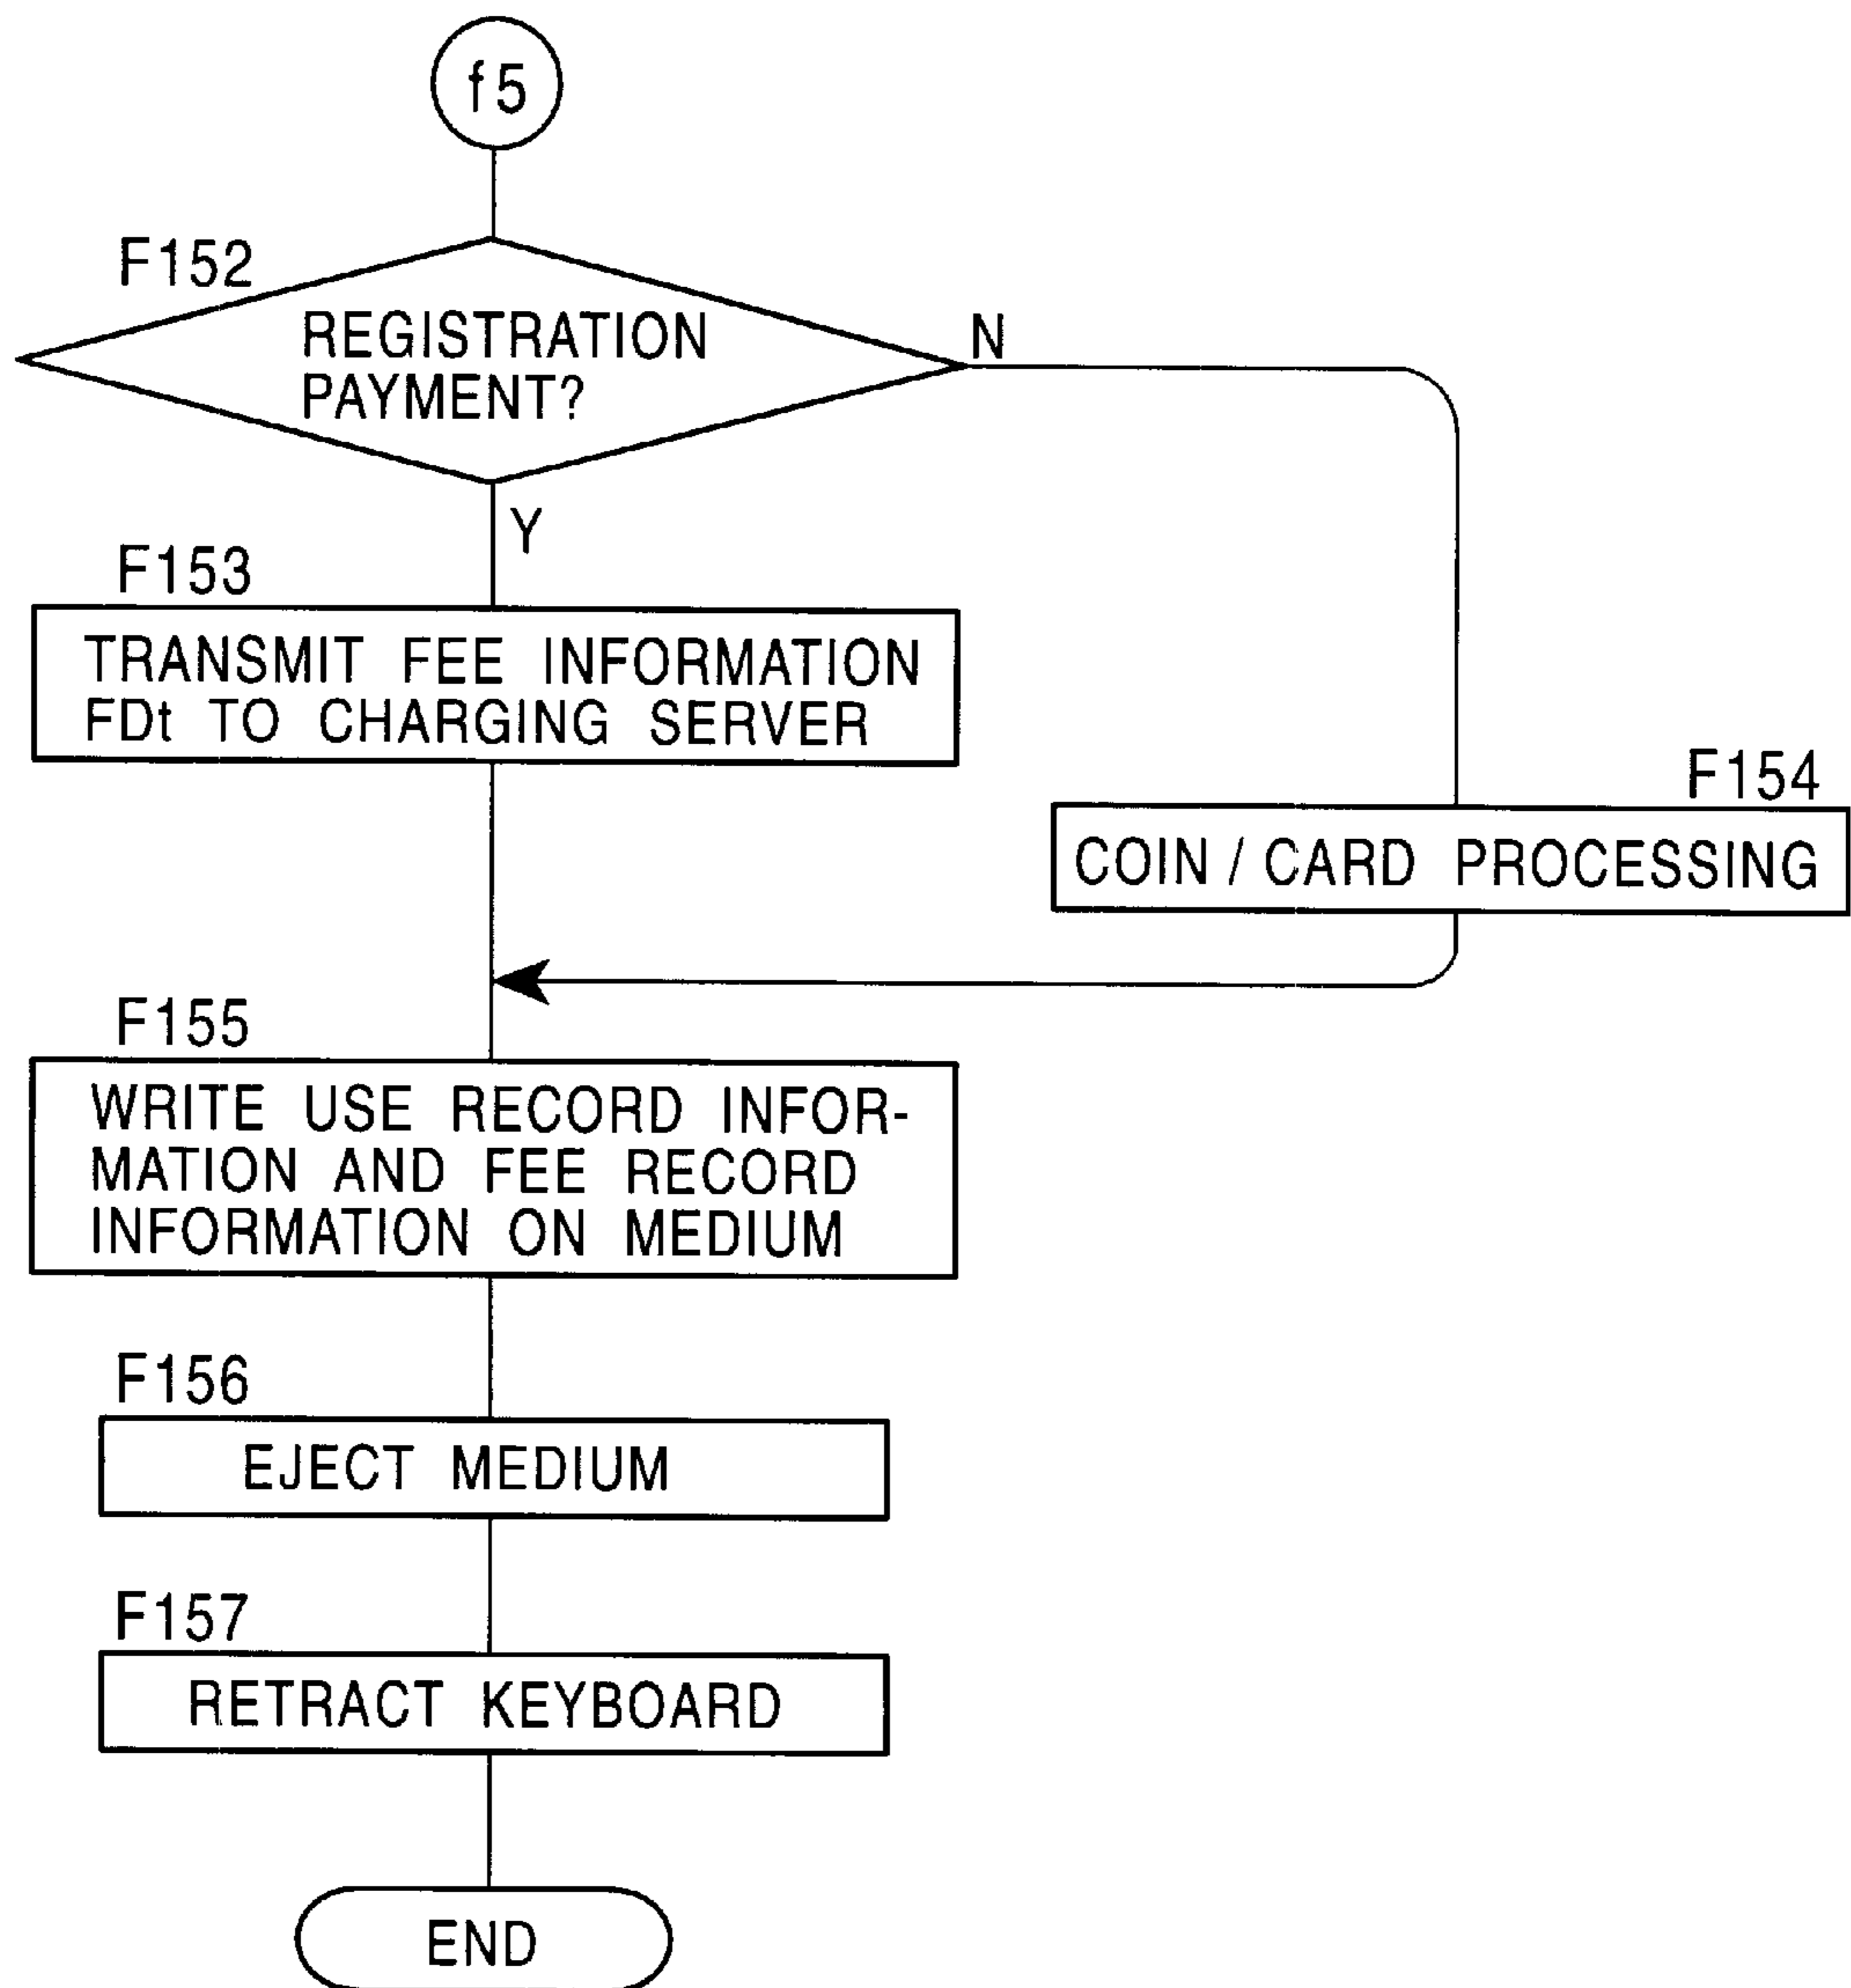 f5
F152
REGISTRATION
PAYMENT?
N
Y
F153
TRANSMIT FEE INFORMATION
FDt TO CHARGING SERVER
F154
COIN / CARD PROCESSING
F155
WRITE USE RECORD INFOR-
MATION AND FEE RECORD
INFORMATION ON MEDIUM
F156
EJECT MEDIUM
F157
RETRACT KEYBOARD
END